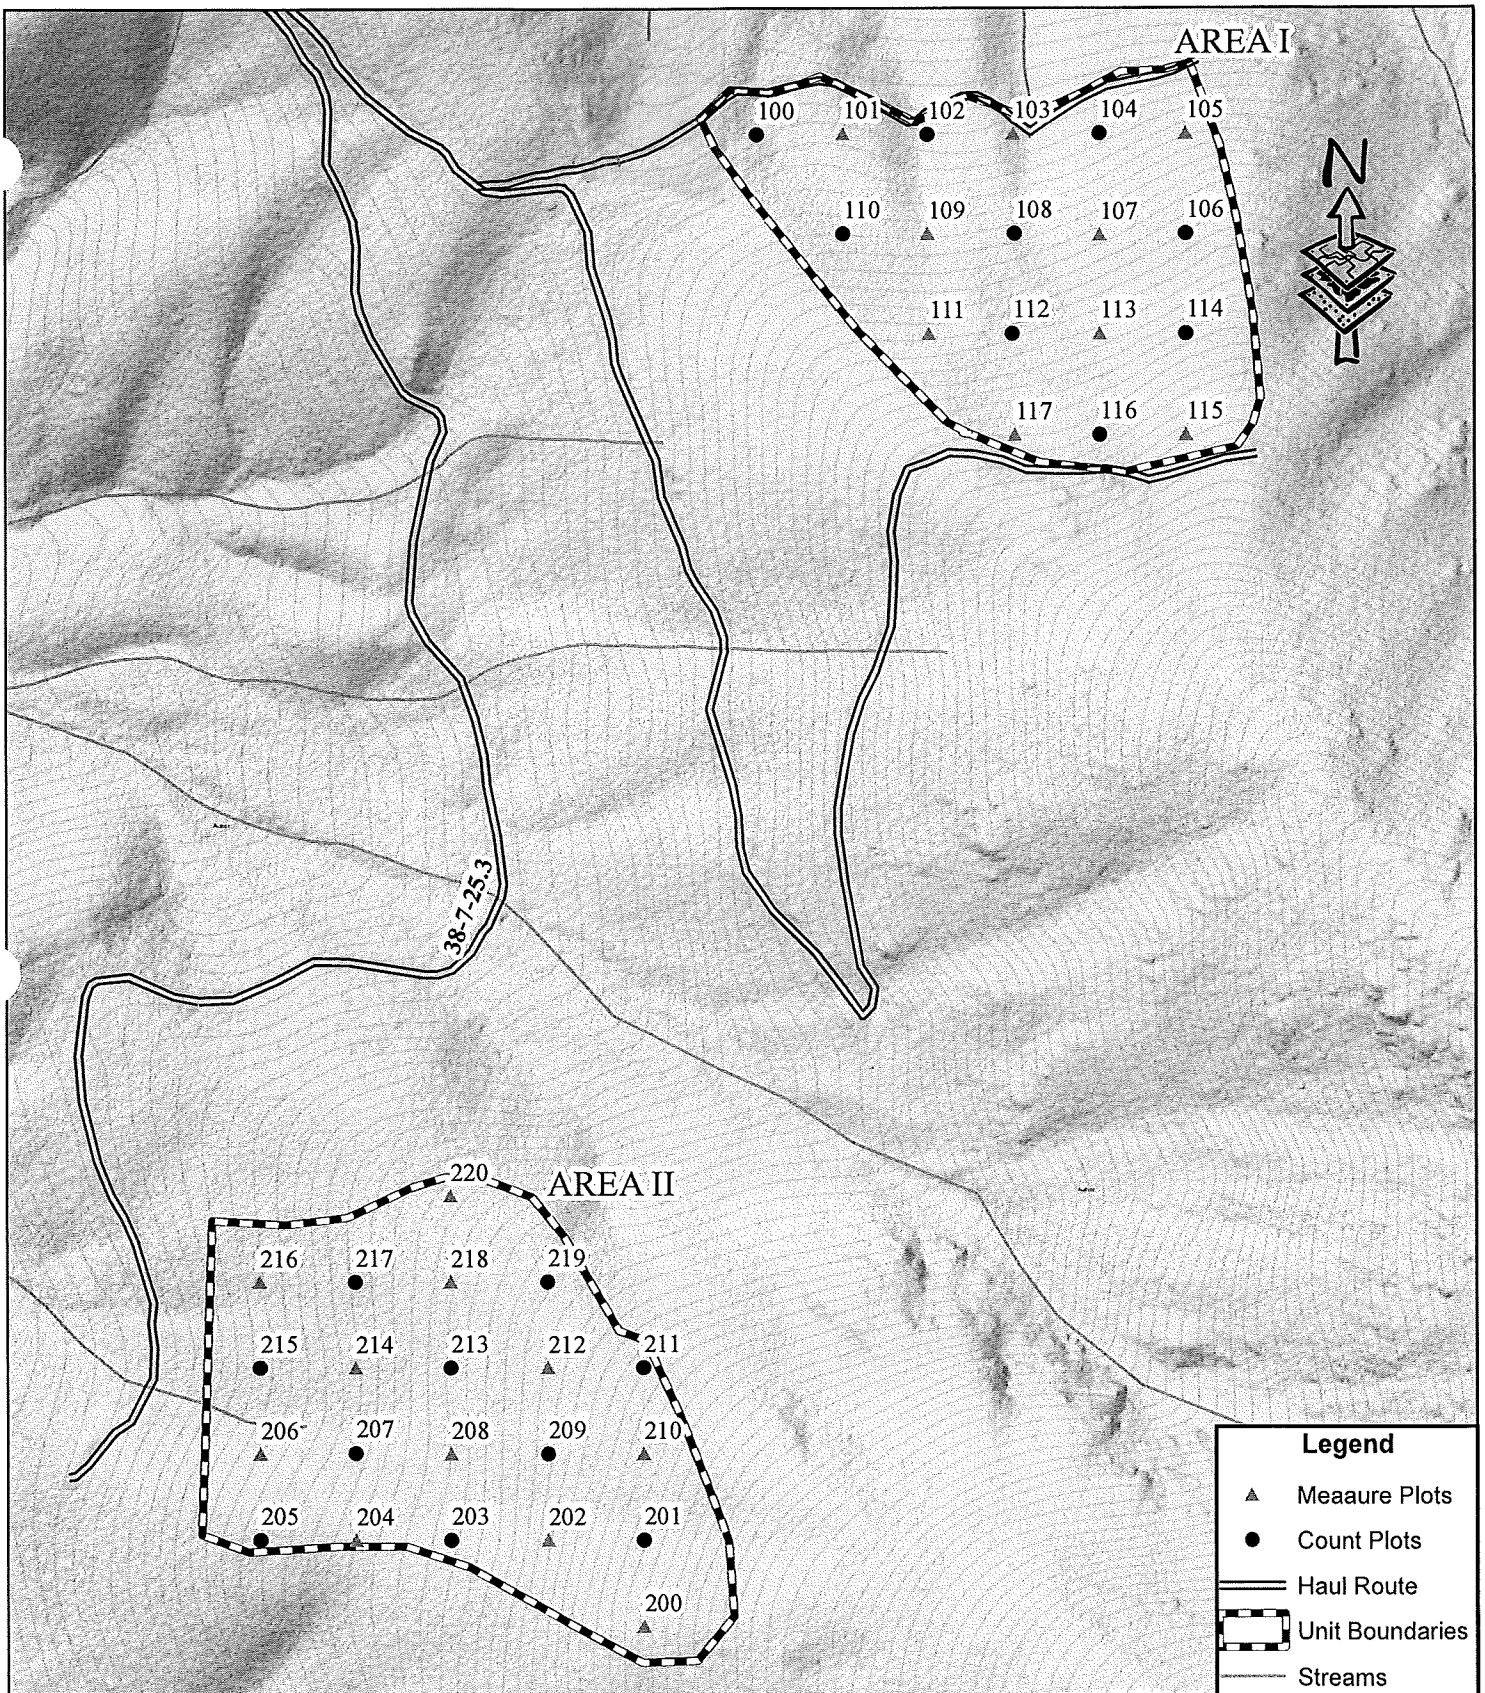 AREA I
100 101 102 103 104 105
N
110 109 108 107 106
111 112 113 114
117 116 115
38-7-25.3
220 AREA II
216 217 218 219
215 214 213 212 211
206 207 208 209 210
205 204 203 202 201
200
Legend
Meaaure Plots
Count Plots
Haul Route
Unit Boundaries
Streams